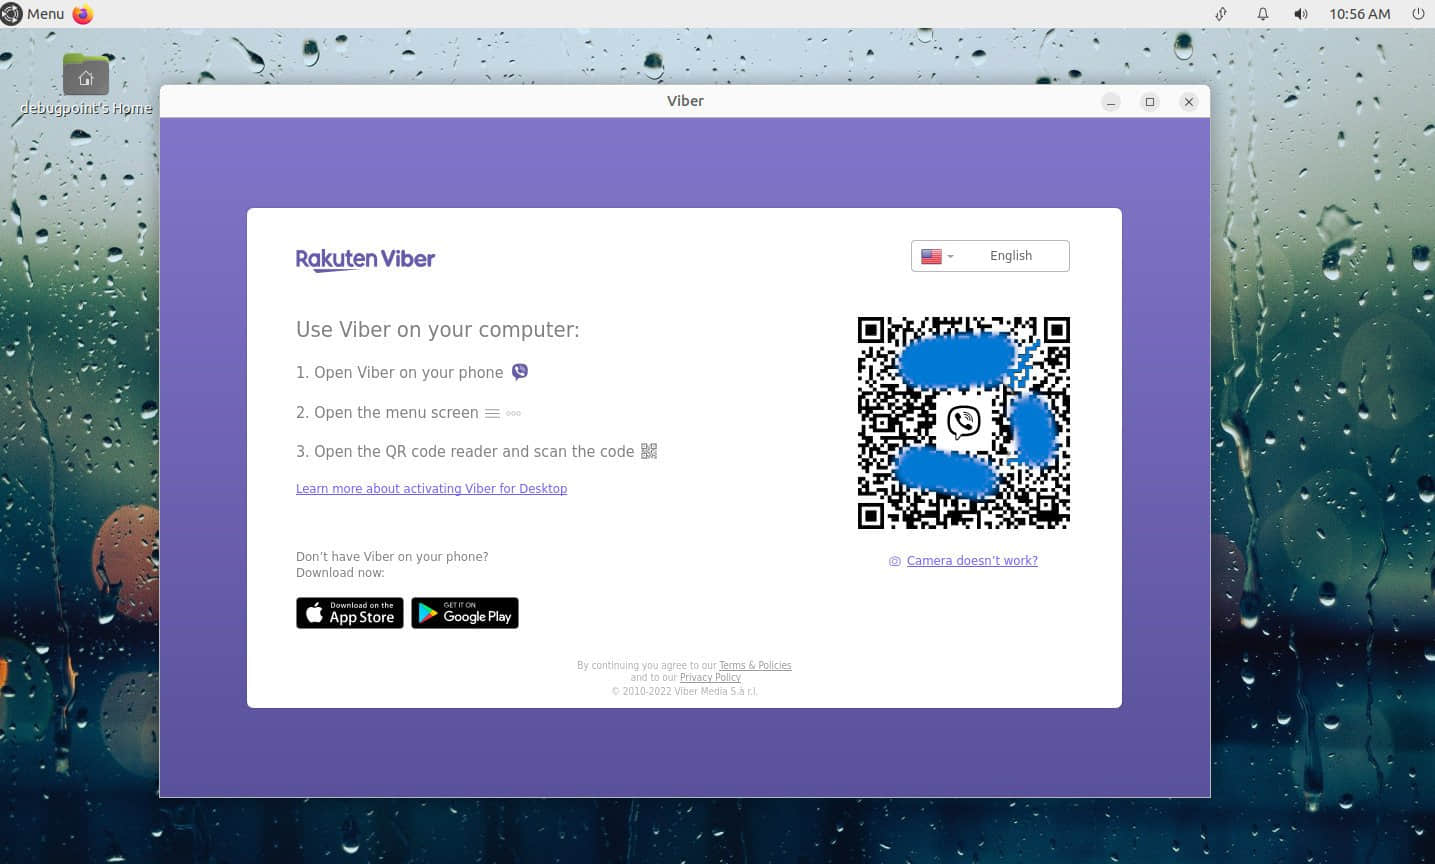 Menu
10:56 AM
debugpoint's Home
Viber
Rakuten Viber
English
Use Viber on your computer:
1. Open Viber on your phone
2. Open the menu screen
3. Open the QR code reader and scan the code
Learn more about activating Viber for Desktop
Don’t have Viber on your phone?
Download now:
Download on the
App Store
GET IT ON
Google Play
Camera doesn’t work?
By continuing you agree to our Terms & Policies
and to our Privacy Policy
© 2010-2022 Viber Media S.à r.l.